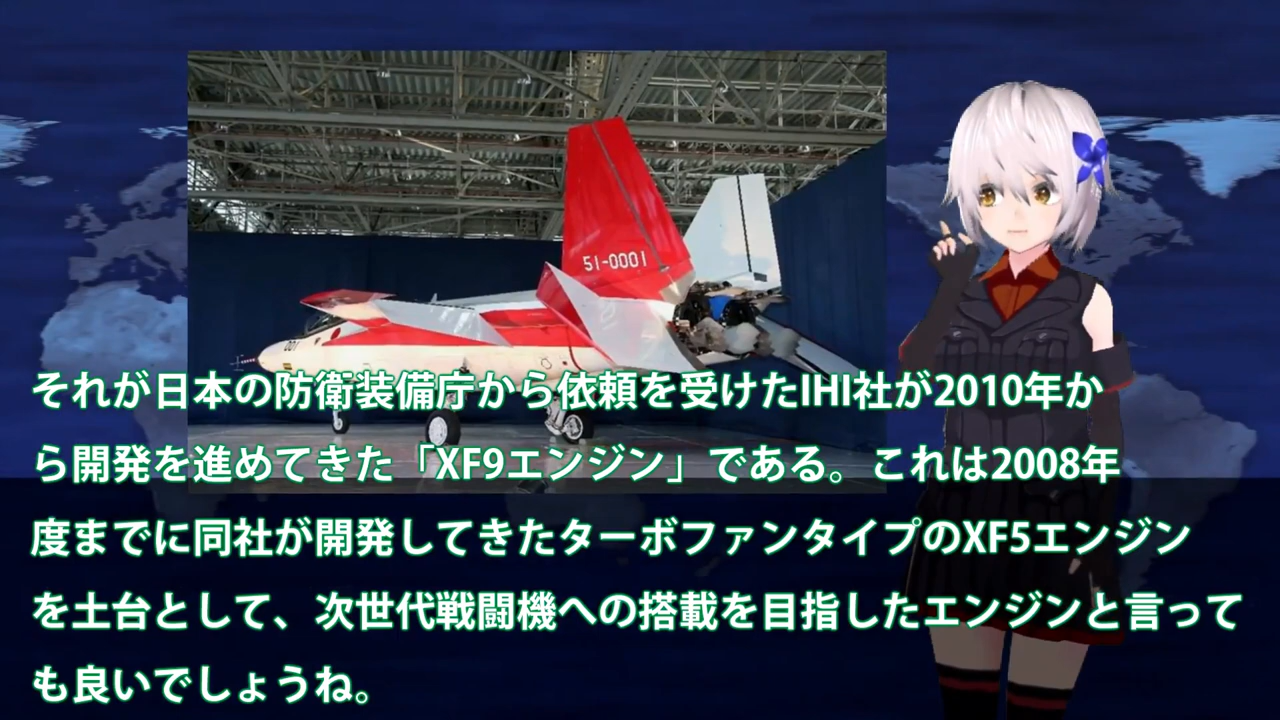 51-0001
001
それが日本の防衛装備庁から依頼を受けたIHI社が2010年か
ら開発を進めてきた「XF9エンジン」である。これは2008年
度までに同社が開発してきたターボファンタイプのXF5エンジン
を土台として、次世代戦闘機への搭載を目指したエンジンと言って
も良いでしょうね。